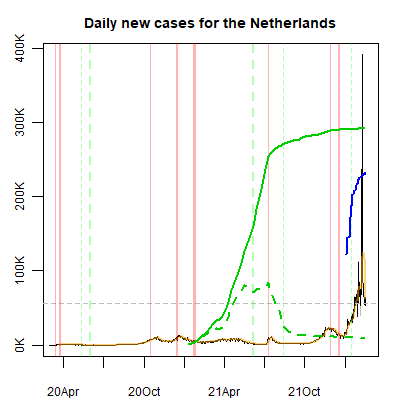 Daily new cases for the Netherlands
400K
300K
200K
100K
0K
20Apr 20Oct 21Apr 21Oct